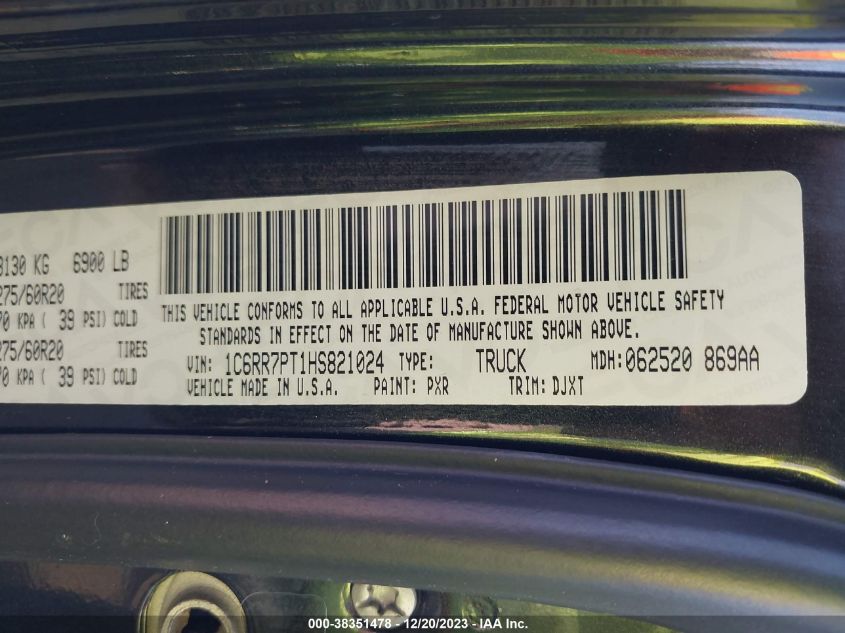 3130 KG 6900 LB
275/60R20 TIRES
70 KPA ( 39 PSI) COLD
275/60R20 TIRES
70 KPA ( 39 PSI) COLD
THIS VEHICLE CONFORMS TO ALL APPLICABLE U.S.A. FEDERAL MOTOR VEHICLE SAFETY
STANDARDS IN EFFECT ON THE DATE OF MANUFACTURE SHOWN ABOVE.
VIN: 1C6RR7PT1HS821024 TYPE: TRUCK MDH:062520 869AA
VEHICLE MADE IN U.S.A. PAINT: PXR TRIM: DJXT
000-38351478 - 12/20/2023 - IAA Inc.